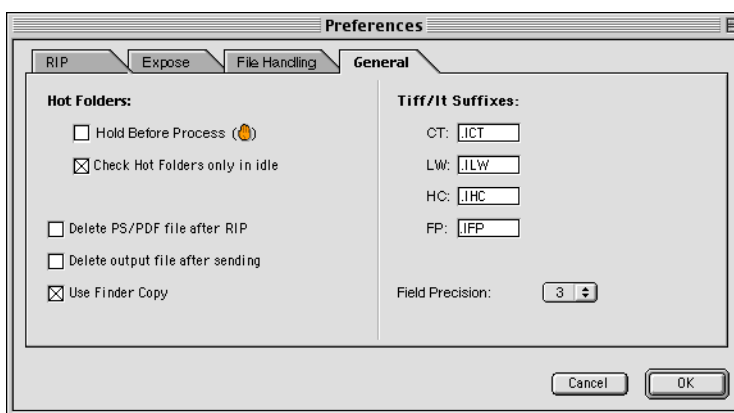 Preferences
RIP
Expose
File Handling
General
Hot Folders:
Hold Before Process ( )
Check Hot Folders only in idle
Delete PS/PDF file after RIP
Delete output file after sending
Use Finder Copy
Tiff/It Suffixes:
CT: .ICT
LW: .ILW
HC: .IHC
FP: .IFP
Field Precision: 3
Cancel
OK